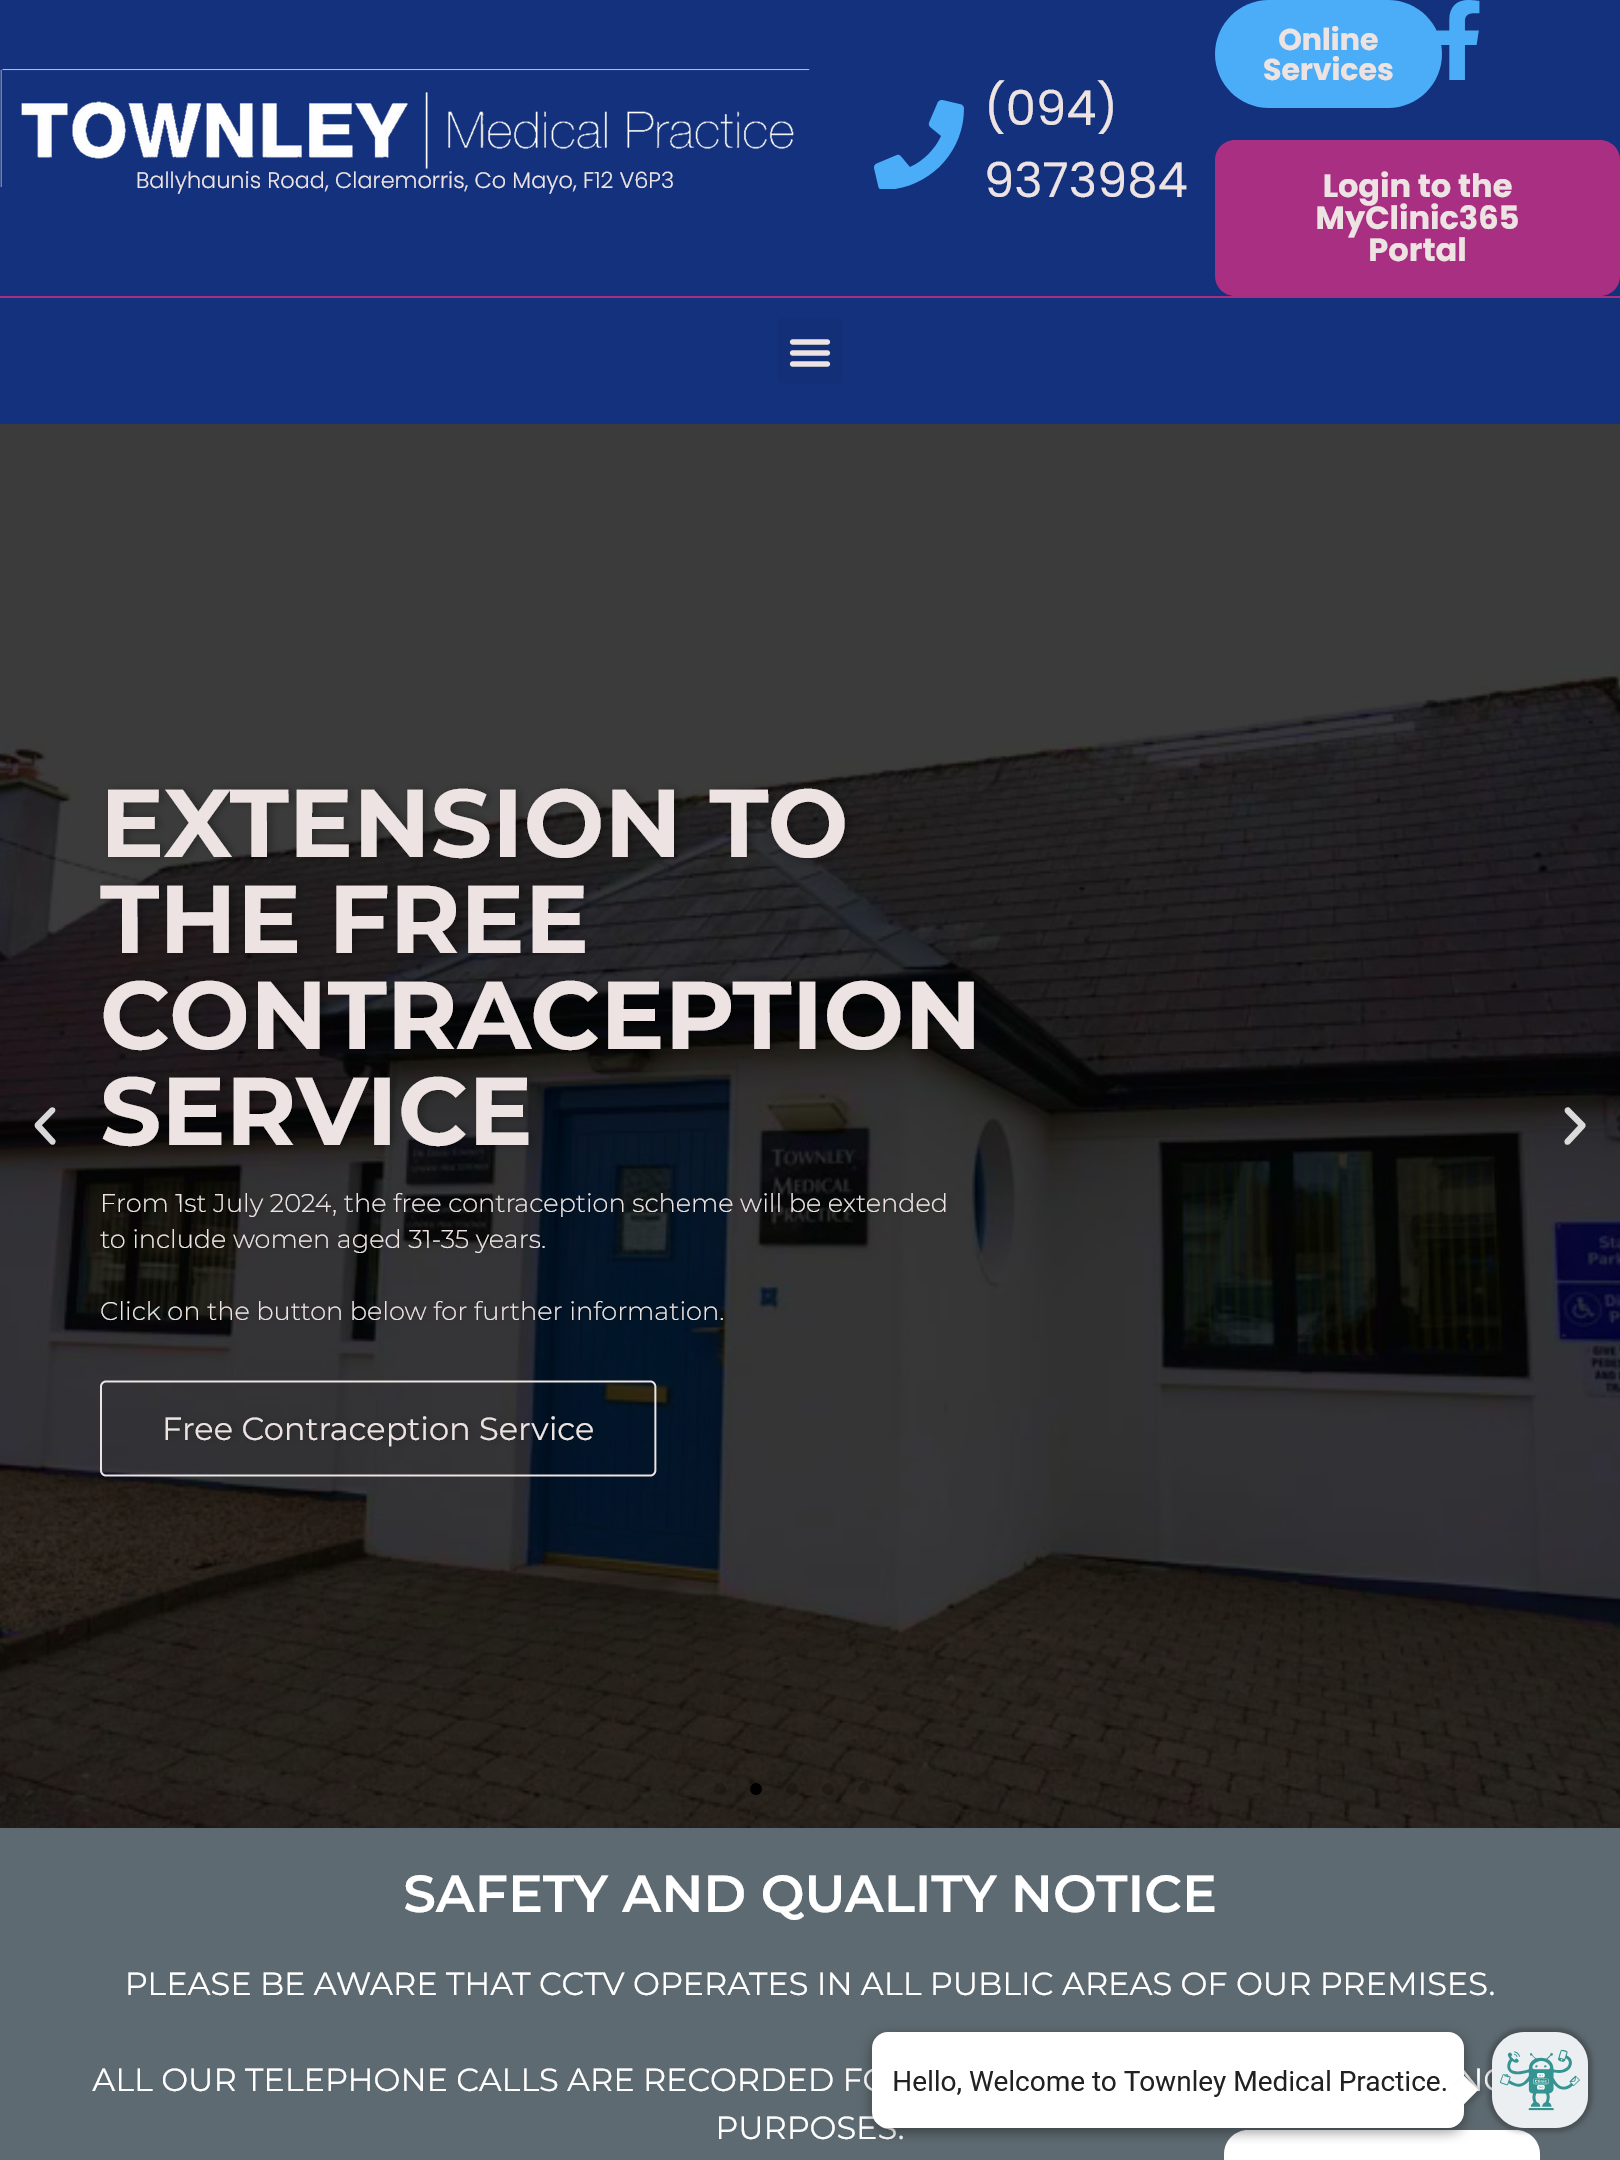 TOWNLEY Medical Practice
Ballyhaunis Road, Claremorris, Co Mayo, F12 V6P3
(094)
9373984
Online
Services
Login to the
MyClinic365
Portal
EXTENSION TO
THE FREE
CONTRACEPTION
SERVICE
From 1st July 2024, the free contraception scheme will be extended
to include women aged 31-35 years.
Click on the button below for further information.
Free Contraception Service
TOWNLEY
MEDICAL
PRACTICE
SAFETY AND QUALITY NOTICE
PLEASE BE AWARE THAT CCTV OPERATES IN ALL PUBLIC AREAS OF OUR PREMISES.
ALL OUR TELEPHONE CALLS ARE RECORDED
PURPOSES.
Hello, Welcome to Townley Medical Practice.